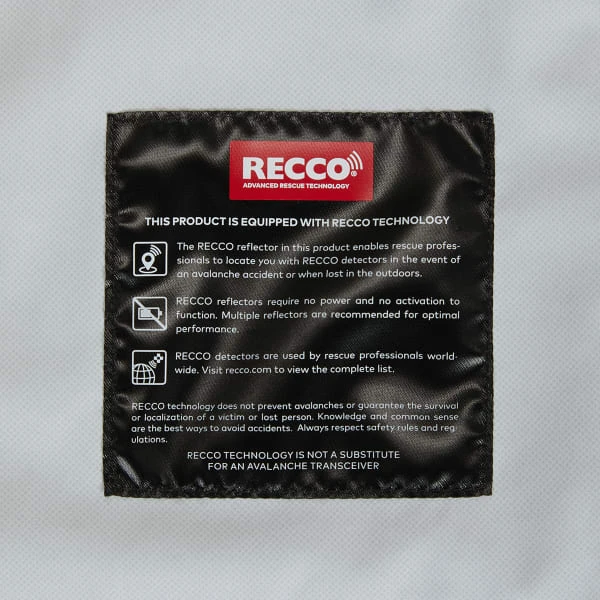 RECCO®
ADVANCED RESCUE TECHNOLOGY
THIS PRODUCT IS EQUIPPED WITH RECCO TECHNOLOGY
The RECCO reflector in this product enables rescue profes-
sionals to locate you with RECCO detectors in the event of
an avalanche accident or when lost in the outdoors.
RECCO reflectors require no power and no activation to
function. Multiple reflectors are recommended for optimal
performance.
RECCO detectors are used by rescue professionals world-
wide. Visit recco.com to view the complete list.
RECCO technology does not prevent avalanches or guarantee the survival
or localization of a victim or lost person. Knowledge and common sense
are the best ways to avoid accidents. Always respect safety rules and reg
ulations.
RECCO TECHNOLOGY IS NOT A SUBSTITUTE
FOR AN AVALANCHE TRANSCEIVER